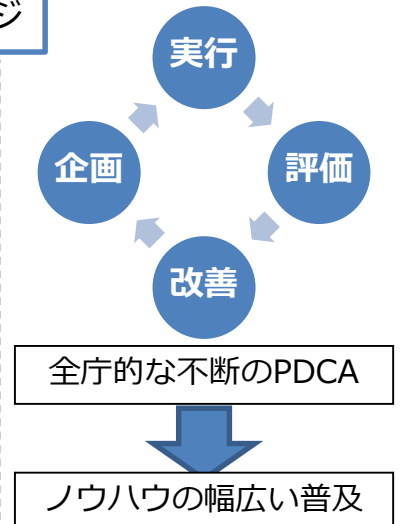 ジ
実行
企画
評価
改善
全庁的な不断のPDCA
ノウハウの幅広い普及